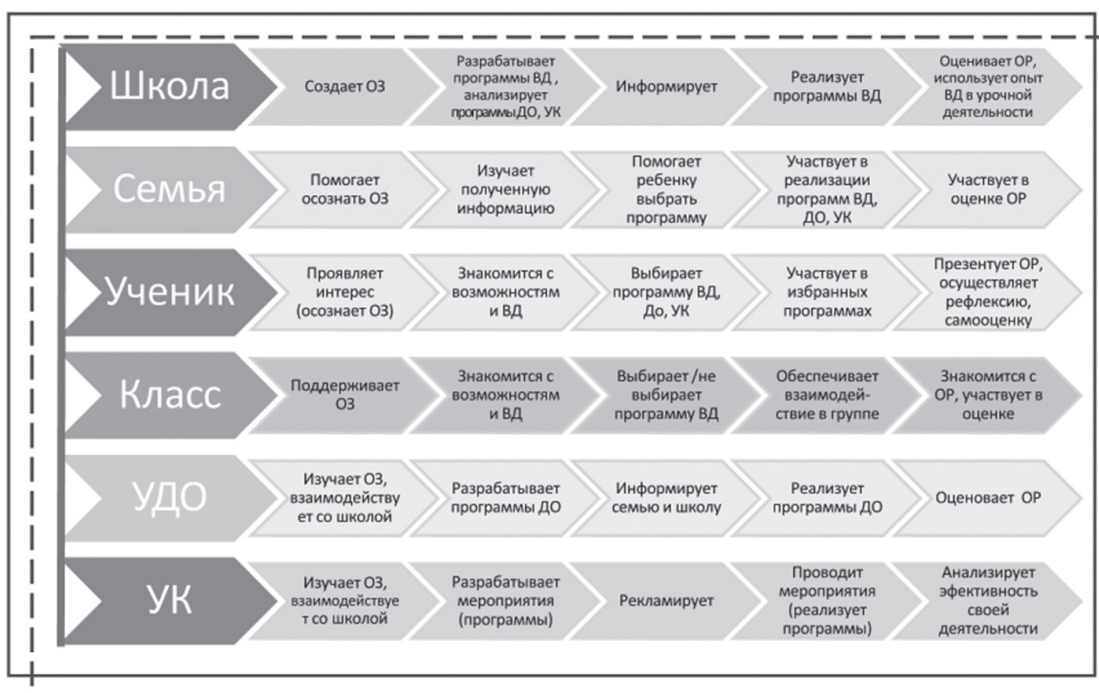 Школа
Создает ОЗ
Разрабатывает
программы ВД ,
анализирует
программы ДО, УК
Информирует
Реализует
программы ВД
Оценивает ОР,
использует опыт
ВД в урочной
деятельности
Семья
Помогает
осознать ОЗ
Изучает
полученную
информацию
Помогает
ребенку
выбрать
программу
Участвует в
реализации
программ ВД,
ДО, УК
Участвует в
оценке ОР
Ученик
Проявляет
интерес
(осознает ОЗ)
Знакомится с
возможностям
и ВД
Выбирает
программу ВД,
До, УК
Участвует в
избранных
программах
Презентует ОР,
осуществляет
рефлексию,
самооценку
Класс
Поддерживает
ОЗ
Знакомится с
возможностям
и ВД
Выбирает /не
выбирает
программу ВД
Обеспечивает
взаимодей-
ствие в группе
Знакомится с
ОР, участвует в
оценке
УДО
Изучает ОЗ,
взаимодейству
ет со школой
Разрабатывает
программы ДО
Информирует
семью и школу
Реализует
программы ДО
Оценовает ОР
УК
Изучает ОЗ,
взаимодействуе
т со школой
Разрабатывает
мероприятия
(программы)
Рекламирует
Проводит
мероприятия
(реализует
программы)
Анализирует
эфективность
своей
деятельности